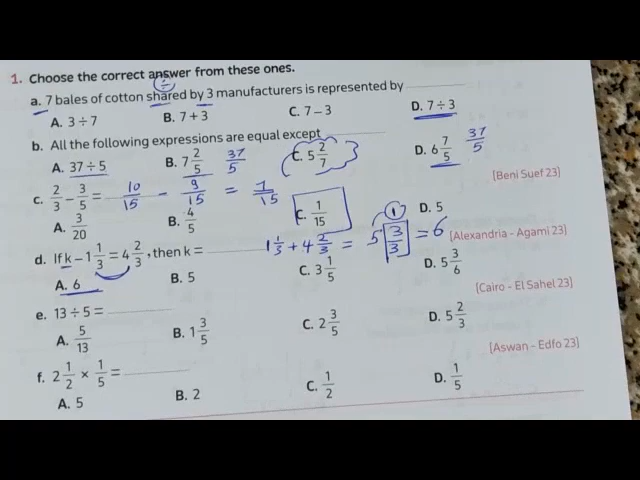 1. Choose the correct answer from these ones.
÷
a. 7 bales of cotton shared by 3 manufacturers is represented by
A. 3 ÷ 7 B. 7 + 3 C. 7 – 3 D. 7 ÷ 3
b. All the following expressions are equal except
A. 37 ÷ 5 B. 7 2/5 37/5 C. 5 2/7 D. 6 7/5 37/5
[Beni Suef 23]
c. 2/3 – 3/5 = 10/15 – 9/15 = 1/15
A. 3/20 B. 4/5 C. 1/15 D. 5
[Alexandria - Agami 23]
d. If k – 1 1/3 = 4 2/3, then k = 1 1/3 + 4 2/3 = 5 3/3 = 6
1
A. 6 B. 5 C. 3 1/5 D. 5 3/6
[Cairo - El Sahel 23]
e. 13 ÷ 5 =
A. 5/13 B. 1 3/5 C. 2 3/5 D. 5 2/3
[Aswan - Edfo 23]
f. 2 1/2 × 1/5 =
A. 5 B. 2 C. 1/2 D. 1/5